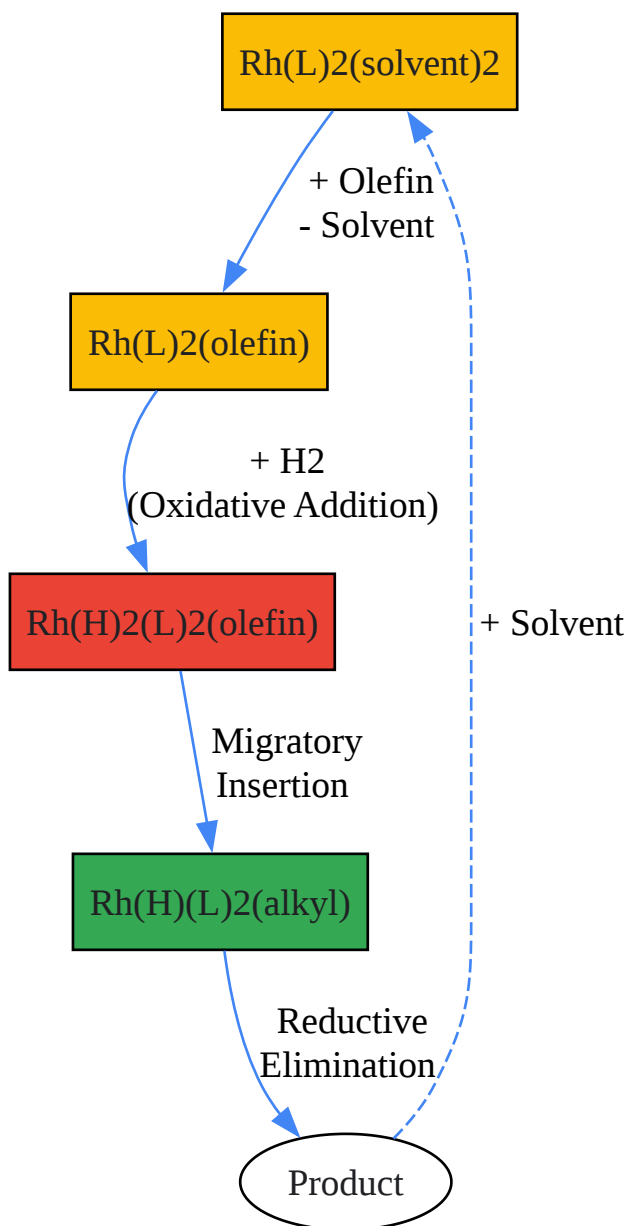 Rh(L)2(solvent)2
+ Olefin
- Solvent
Rh(L)2(olefin)
+ H2
(Oxidative Addition)
Rh(H)2(L)2(olefin)
+ Solvent
Migratory
Insertion
Rh(H)(L)2(alkyl)
Reductive
Elimination
Product